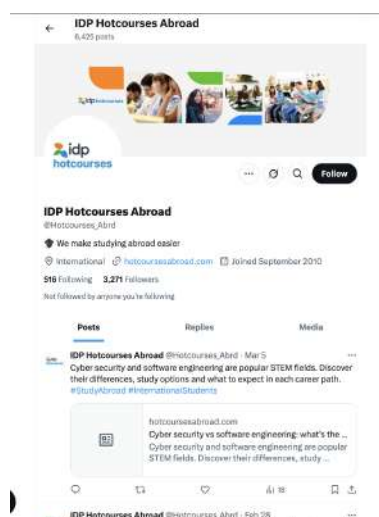 IDP Hotcourses Abroad
6,425 posts
idp
hotcourses
Follow
IDP Hotcourses Abroad
@Hotcourses_Abrd
We make studying abroad easier
International hotcoursesabroad.com Joined September 2010
516 Following 3,271 Followers
Not followed by anyone you're following
Posts Replies Media
IDP Hotcourses Abroad @Hotcourses_Abrd · Mar 5
Cyber security and software engineering are popular STEM fields. Discover
their differences, study options and what to expect in each career path.
#StudyAbroad #InternationalStudents
hotcoursesabroad.com
Cyber security vs software engineering: what's the ...
Cyber security and software engineering are popular
STEM fields. Discover their differences, study ...
18
IDP Hotcourses Abroad @Hotcourses_Abrd · Feb 28